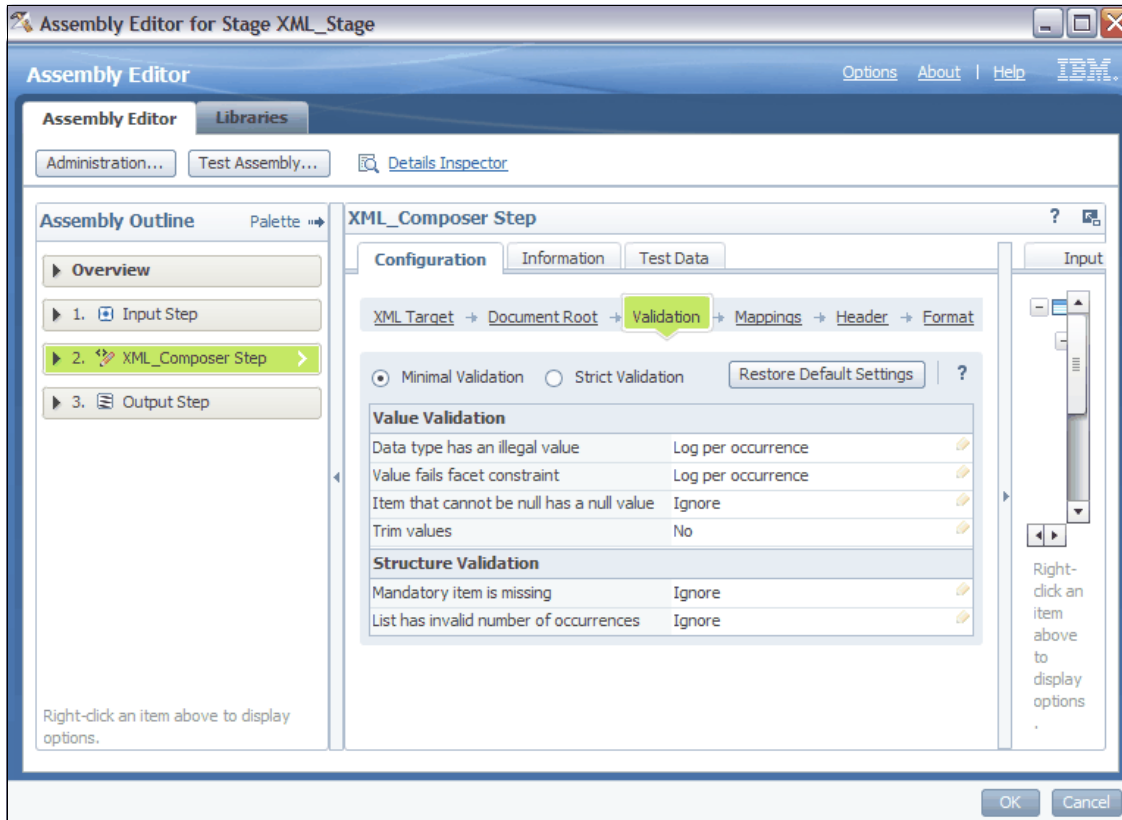 Assembly Editor for Stage XML_Stage
Assembly Editor
Options About | Help IBM.
Assembly Editor Libraries
Administration... Test Assembly... Details Inspector
Assembly Outline Palette
Overview
1. Input Step
2. XML_Composer Step
3. Output Step
Right-click an item above to display
options.
XML_Composer Step ?
Configuration Information Test Data
XML Target Document Root Validation Mappings Header Format
Minimal Validation Strict Validation Restore Default Settings ?
Value Validation
Data type has an illegal value Log per occurrence
Value fails facet constraint Log per occurrence
Item that cannot be null has a null value Ignore
Trim values No
Structure Validation
Mandatory item is missing Ignore
List has invalid number of occurrences Ignore
Input
Right-
click an
item
above
to
display
options
.
OK Cancel